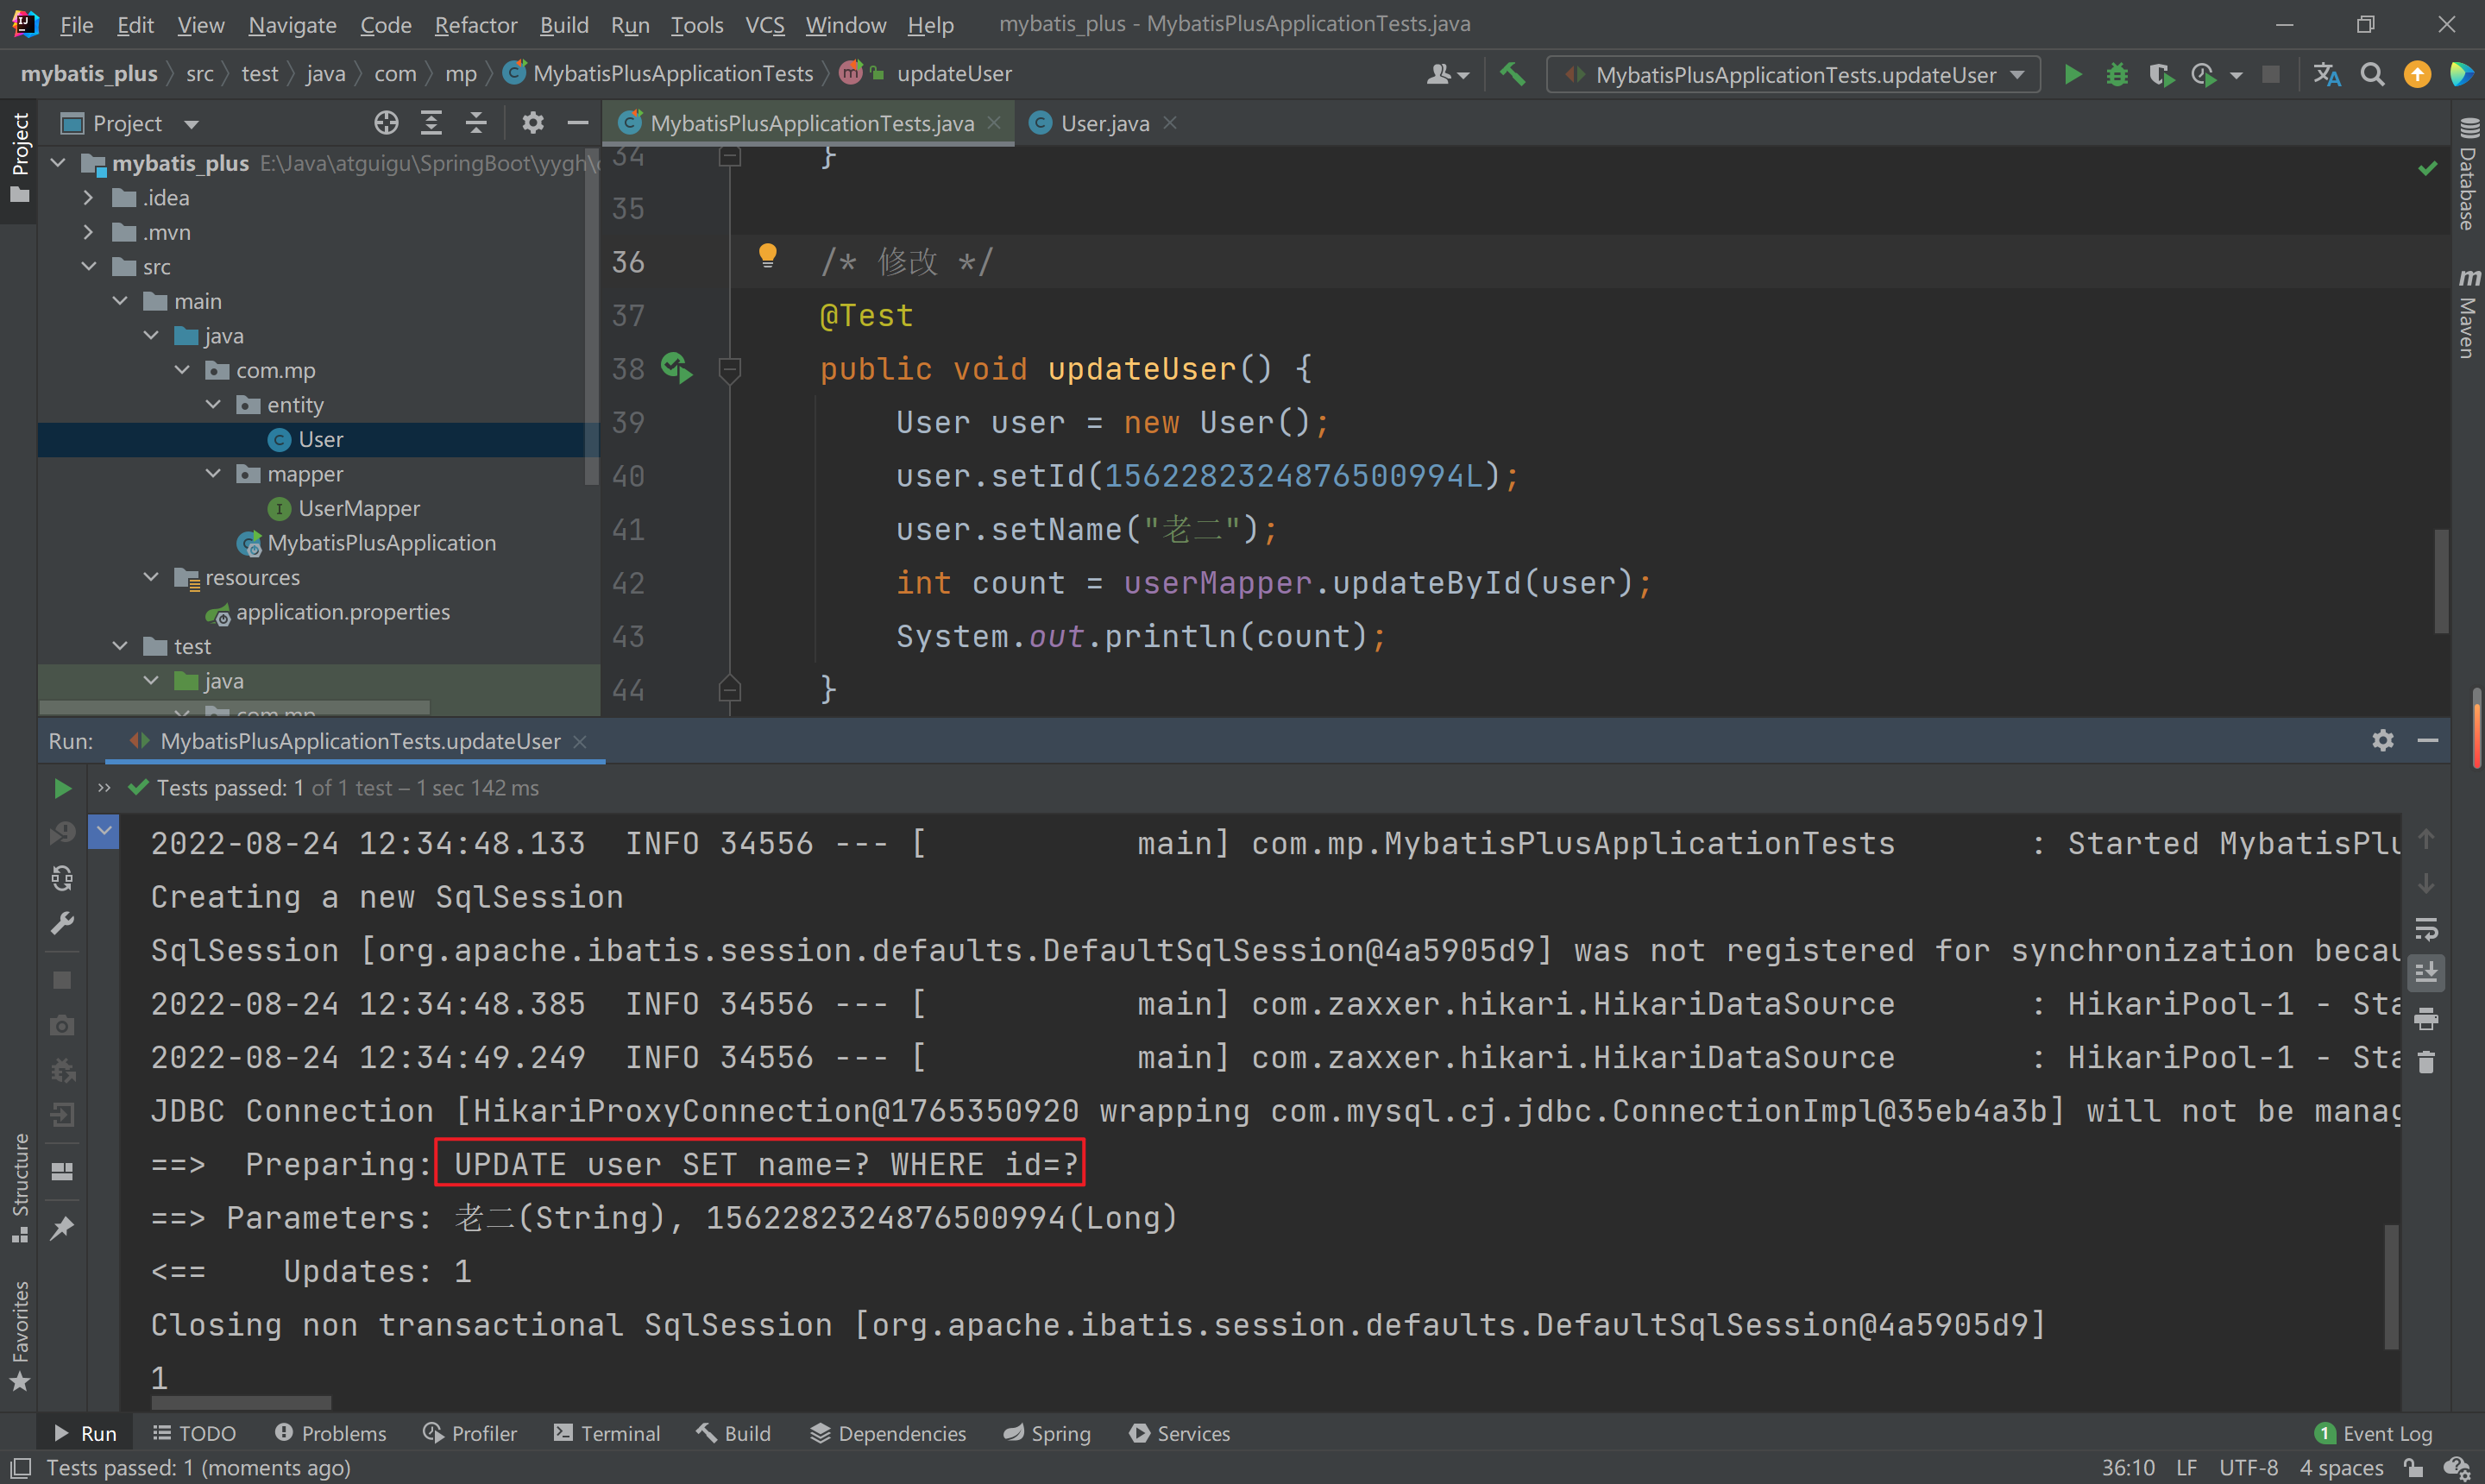 File Edit View Navigate Code Refactor Build Run Tools VCS Window Help mybatis_plus - MybatisPlusApplicationTests.java
mybatis_plus src test java com mp MybatisPlusApplicationTests updateUser MybatisPlusApplicationTests.updateUser
Project
MybatisPlusApplicationTests.java User.java
Project
mybatis_plus E:\Java\atguigu\SpringBoot\yygh\
.idea
.mvn
src
main
java
com.mp
entity
User
mapper
UserMapper
MybatisPlusApplication
resources
application.properties
test
java
com.mp
34 }
35
36 /* 修改 */
37 @Test
38 public void updateUser() {
39 User user = new User();
40 user.setId(1562282324876500994L);
41 user.setName("老二");
42 int count = userMapper.updateById(user);
43 System.out.println(count);
44 }
Database
Maven
Run: MybatisPlusApplicationTests.updateUser
Tests passed: 1 of 1 test – 1 sec 142 ms
2022-08-24 12:34:48.133  INFO 34556 --- [           main] com.mp.MybatisPlusApplicationTests       : Started MybatisPlu
Creating a new SqlSession
SqlSession [org.apache.ibatis.session.defaults.DefaultSqlSession@4a5905d9] was not registered for synchronization becau
2022-08-24 12:34:48.385  INFO 34556 --- [           main] com.zaxxer.hikari.HikariDataSource       : HikariPool-1 - Sta
2022-08-24 12:34:49.249  INFO 34556 --- [           main] com.zaxxer.hikari.HikariDataSource       : HikariPool-1 - Sta
JDBC Connection [HikariProxyConnection@1765350920 wrapping com.mysql.cj.jdbc.ConnectionImpl@35eb4a3b] will not be manag
==>  Preparing: UPDATE user SET name=? WHERE id=?
==> Parameters: 老二(String), 1562282324876500994(Long)
<==    Updates: 1
Closing non transactional SqlSession [org.apache.ibatis.session.defaults.DefaultSqlSession@4a5905d9]
1
Structure
Favorites
Run TODO Problems Profiler Terminal Build Dependencies Spring Services 1 Event Log
Tests passed: 1 (moments ago) 36:10 LF UTF-8 4 spaces